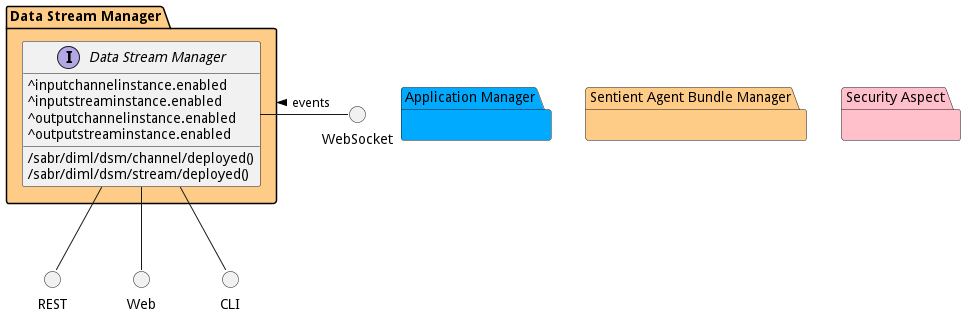 Data Stream Manager
I
Data Stream Manager
^inputchannelinstance.enabled
^inputstreaminstance.enabled
^outputchannelinstance.enabled
^outputstreaminstance.enabled
/sabr/diml/dsm/channel/deployed()
/sabr/diml/dsm/stream/deployed()
events
WebSocket
Application Manager
Sentient Agent Bundle Manager
Security Aspect
REST
Web
CLI